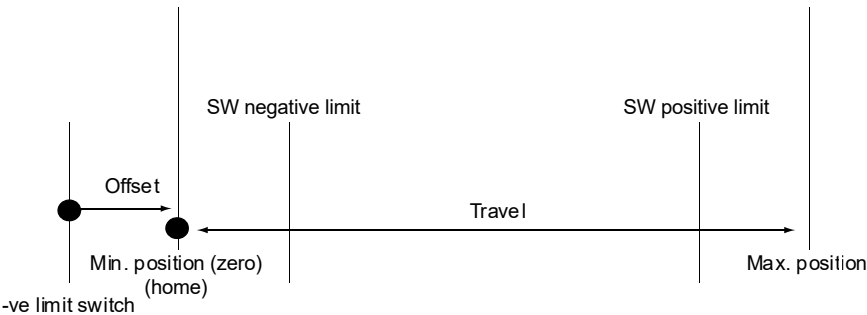 SW negative limit
SW positive limit
Offset
Travel
Min. position (zero)
(home)
Max. position
-ve limit switch